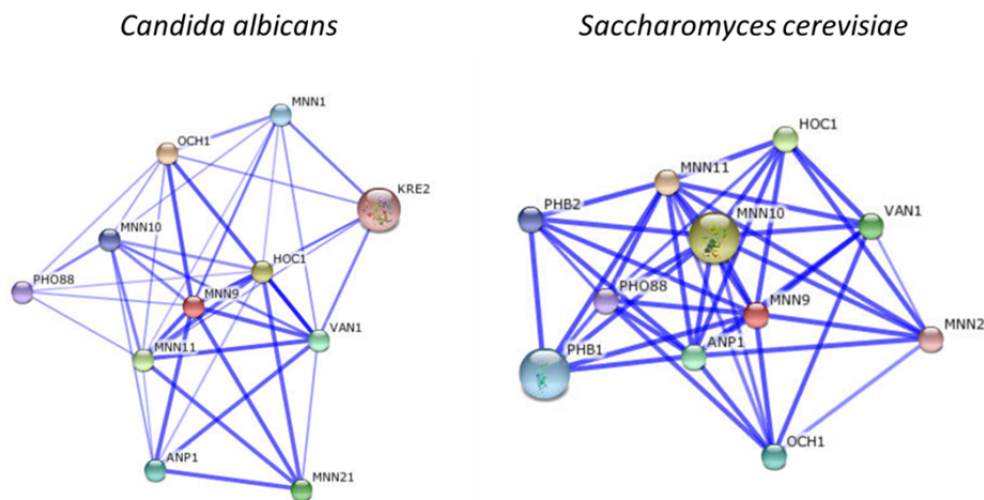 Candida albicans
Saccharomyces cerevisiae
MNN1
OCH1
KRE2
MNN10
HOC1
PHO88
MNN9
VAN1
MNN11
ANP1
MNN21
HOC1
MNN11
PHB2
MNN10
VAN1
PHO88
MNN9
MNN2
ANP1
PHB1
OCH1